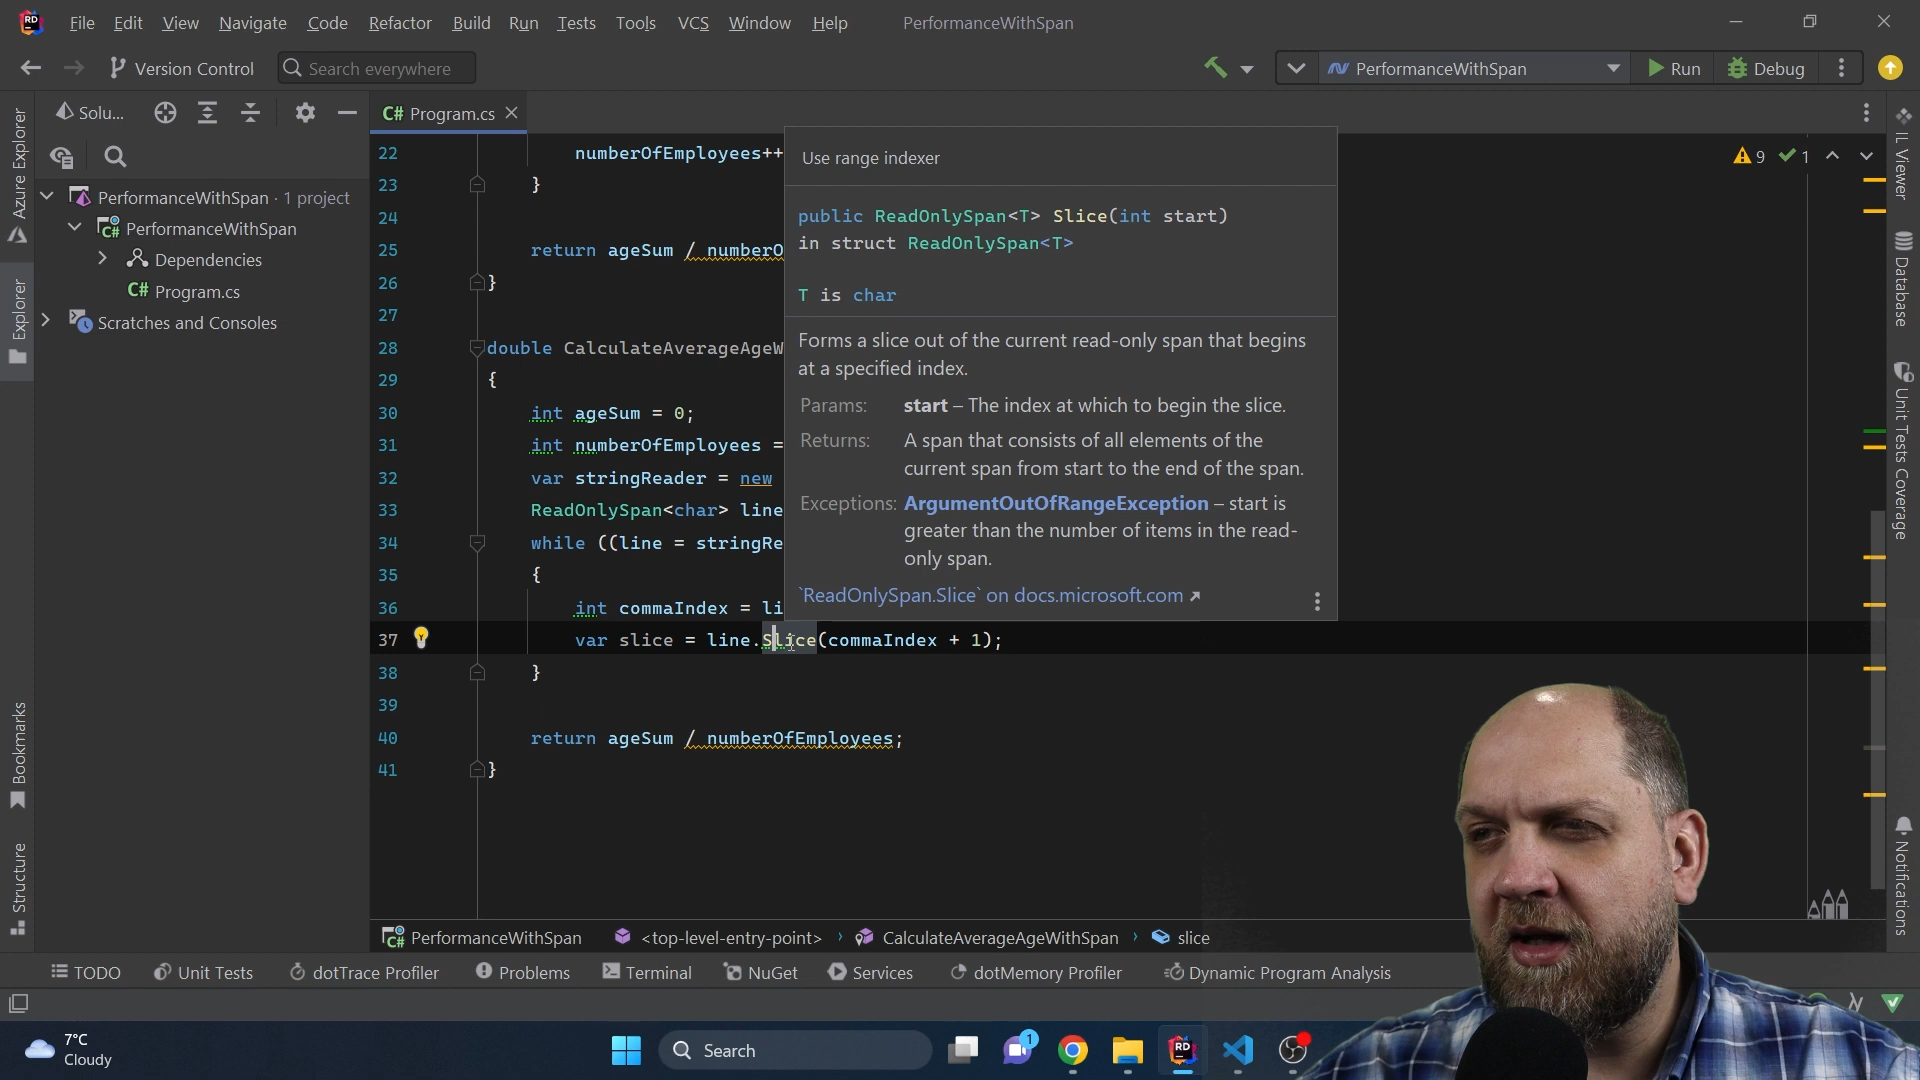 File Edit View Navigate Code Refactor Build Run Tests Tools VCS Window Help PerformanceWithSpan
Version Control Search everywhere PerformanceWithSpan Run Debug
Solu... C# Program.cs
PerformanceWithSpan · 1 project
PerformanceWithSpan
Dependencies
C# Program.cs
Scratches and Consoles
Azure Explorer
Explorer
Bookmarks
Structure
22 numberOfEmployees++
23 }
24
25 return ageSum / numberO
26 }
27
28 double CalculateAverageAgeW
29 {
30 int ageSum = 0;
31 int numberOfEmployees =
32 var stringReader = new
33 ReadOnlySpan<char> line
34 while ((line = stringRe
35 {
36 int commaIndex = li
37 var slice = line.Slice(commaIndex + 1);
38 }
39
40 return ageSum / numberOfEmployees;
41 }
Use range indexer
public ReadOnlySpan<T> Slice(int start)
in struct ReadOnlySpan<T>
T is char
Forms a slice out of the current read-only span that begins
at a specified index.
Params: start – The index at which to begin the slice.
Returns: A span that consists of all elements of the
current span from start to the end of the span.
Exceptions: ArgumentOutOfRangeException – start is
greater than the number of items in the read-
only span.
`ReadOnlySpan.Slice` on docs.microsoft.com
9 1
IL Viewer
Database
Unit Tests Coverage
Notifications
PerformanceWithSpan <top-level-entry-point> CalculateAverageAgeWithSpan slice
TODO Unit Tests dotTrace Profiler Problems Terminal NuGet Services dotMemory Profiler Dynamic Program Analysis
7°C
Cloudy
Search
1
RD